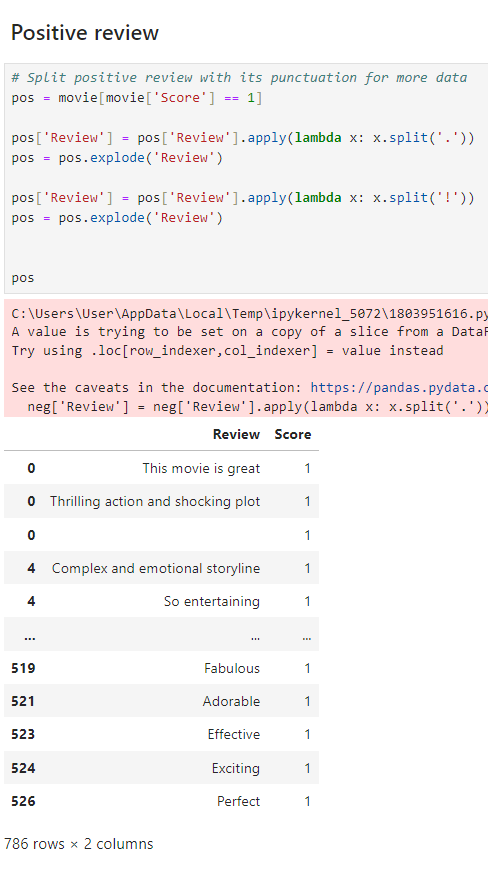 Positive review
# Split positive review with its punctuation for more data
pos = movie[movie['Score'] == 1]
pos['Review'] = pos['Review'].apply(lambda x: x.split('.'))
pos = pos.explode('Review')
pos['Review'] = pos['Review'].apply(lambda x: x.split('!'))
pos = pos.explode('Review')
pos
C:\Users\User\AppData\Local\Temp\ipykernel_5072\1803951616.py
A value is trying to be set on a copy of a slice from a DataF
Try using .loc[row_indexer,col_indexer] = value instead
See the caveats in the documentation: https://pandas.pydata.o
neg['Review'] = neg['Review'].apply(lambda x: x.split('.'))
Review Score
0 This movie is great 1
0 Thrilling action and shocking plot 1
0 1
4 Complex and emotional storyline 1
4 So entertaining 1
... ... ...
519 Fabulous 1
521 Adorable 1
523 Effective 1
524 Exciting 1
526 Perfect 1
786 rows × 2 columns